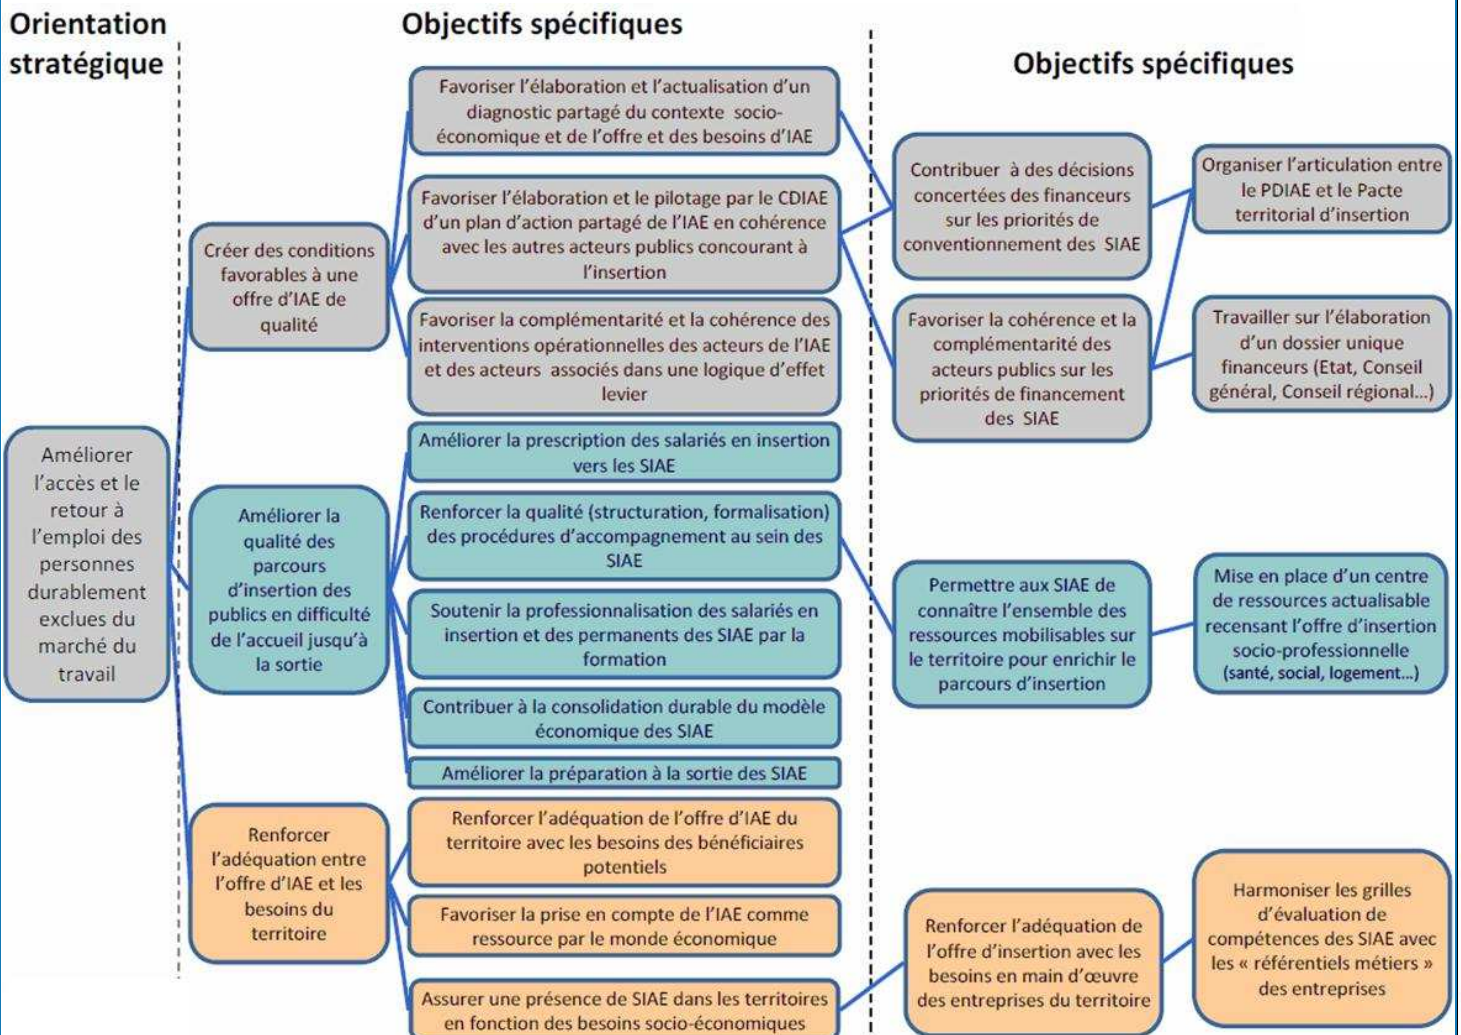 Orientation
stratégique
Objectifs spécifiques
Objectifs spécifiques
Améliorer
l'accès et le
retour à
l'emploi des
personnes
durablement
exclues du
marché du
travail
Créer des conditions
favorables à une
offre d'IAE de
qualité
Améliorer la
qualité des
parcours
d'insertion des
publics en difficulté
de l'accueil jusqu'à
la sortie
Renforcer
l'adéquation entre
l'offre d'IAE et les
besoins du
territoire
Favoriser l'élaboration et l'actualisation d'un
diagnostic partagé du contexte socio-
économique et de l'offre et des besoins d'IAE
Favoriser l'élaboration et le pilotage par le CDIAE
d'un plan d'action partagé de l'IAE en cohérence
avec les autres acteurs publics concourant à
l'insertion
Favoriser la complémentarité et la cohérence des
interventions opérationnelles des acteurs de l'IAE
et des acteurs associés dans une logique d'effet
levier
Améliorer la prescription des salariés en insertion
vers les SIAE
Renforcer la qualité (structuration, formalisation)
des procédures d'accompagnement au sein des
SIAE
Soutenir la professionnalisation des salariés en
insertion et des permanents des SIAE par la
formation
Contribuer à la consolidation durable du modèle
économique des SIAE
Améliorer la préparation à la sortie des SIAE
Renforcer l'adéquation de l'offre d'IAE du
territoire avec les besoins des bénéficiaires
potentiels
Favoriser la prise en compte de l'IAE comme
ressource par le monde économique
Assurer une présence de SIAE dans les territoires
en fonction des besoins socio-économiques
Contribuer à des décisions
concertées des financeurs
sur les priorités de
conventionnement des SIAE
Favoriser la cohérence et la
complémentarité des
acteurs publics sur les
priorités de financement
des SIAE
Permettre aux SIAE de
connaître l'ensemble des
ressources mobilisables sur
le territoire pour enrichir le
parcours d'insertion
Renforcer l'adéquation de
l'offre d'insertion avec les
besoins en main d'œuvre
des entreprises du territoire
Organiser l'articulation entre
le PDIAE et le Pacte
territorial d'insertion
Travailler sur l'élaboration
d'un dossier unique
financeurs (Etat, Conseil
général, Conseil régional...)
Mise en place d'un centre
de ressources actualisable
recensant l'offre d'insertion
socio-professionnelle
(santé, social, logement...)
Harmoniser les grilles
d'évaluation de
compétences des SIAE avec
les « référentiels métiers »
des entreprises